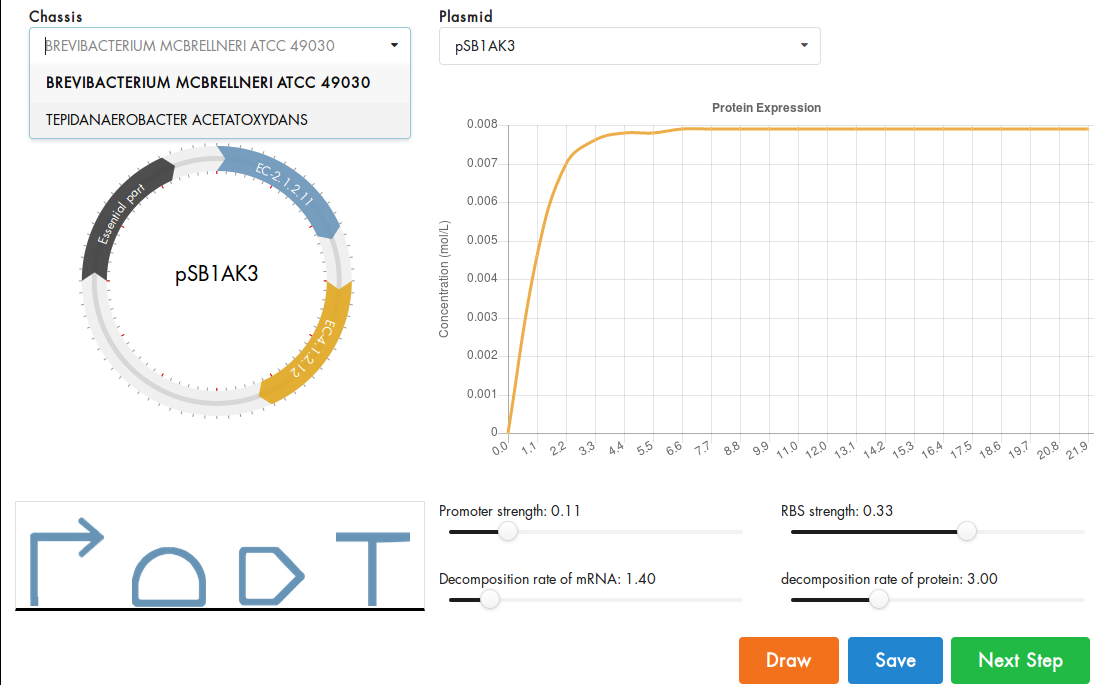 Chassis
Plasmid
BREVIBACTERIUM MCBRELLNERI ATCC 49030
pSB1AK3
BREVIBACTERIUM MCBRELLNERI ATCC 49030
TEPIDANAEROBACTER ACETATOXYDANS
EC-2.1.2.11
Essential part
pSB1AK3
EC-4.1.2.12
Protein Expression
Concentration (mol/L)
0.008
0.007
0.006
0.005
0.004
0.003
0.002
0.001
0
0.0 1.1 2.2 3.3 4.4 5.5 6.6 7.7 8.8 9.9 11.0 12.0 13.1 14.2 15.3 16.4 17.5 18.6 19.7 20.8 21.9
Promoter strength: 0.11
RBS strength: 0.33
Decomposition rate of mRNA: 1.40
decomposition rate of protein: 3.00
Draw
Save
Next Step